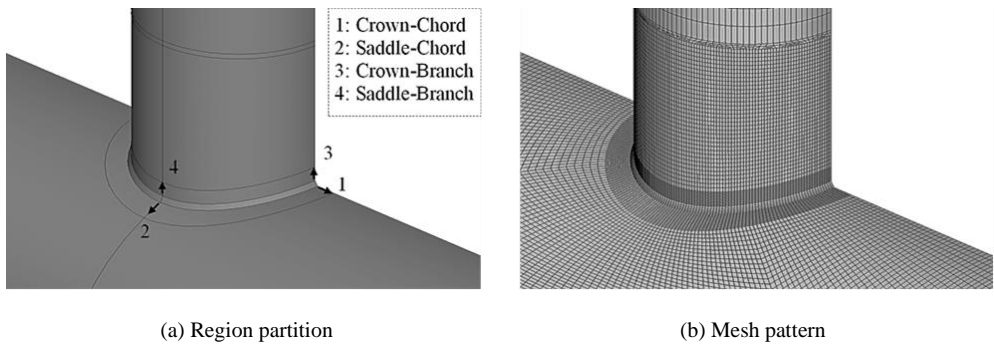 1: Crown-Chord
2: Saddle-Chord
3: Crown-Branch
4: Saddle-Branch
3
4
1
2
(a) Region partition
(b) Mesh pattern